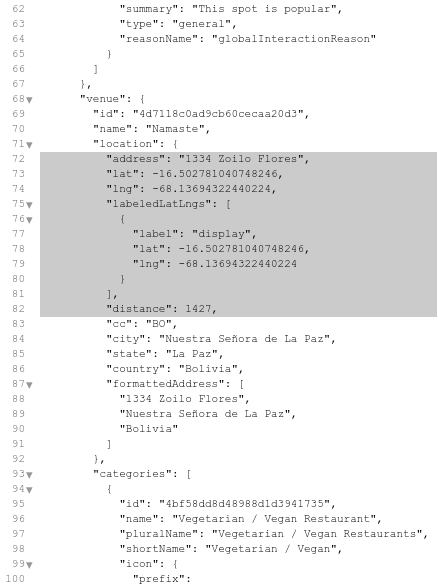 62 "summary": "This spot is popular",
63 "type": "general",
64 "reasonName": "globalInteractionReason"
65 }
66 ]
67 },
68 "venue": {
69 "id": "4d7118c0ad9cb60cecaa20d3",
70 "name": "Namaste",
71 "location": {
72 "address": "1334 Zoilo Flores",
73 "lat": -16.502781040748246,
74 "lng": -68.13694322440224,
75 "labeledLatLngs": [
76 {
77 "label": "display",
78 "lat": -16.502781040748246,
79 "lng": -68.13694322440224
80 }
81 ],
82 "distance": 1427,
83 "cc": "BO",
84 "city": "Nuestra Señora de La Paz",
85 "state": "La Paz",
86 "country": "Bolivia",
87 "formattedAddress": [
88 "1334 Zoilo Flores",
89 "Nuestra Señora de La Paz",
90 "Bolivia"
91 ]
92 },
93 "categories": [
94 {
95 "id": "4bf58dd8d48988d1d3941735",
96 "name": "Vegetarian / Vegan Restaurant",
97 "pluralName": "Vegetarian / Vegan Restaurants",
98 "shortName": "Vegetarian / Vegan",
99 "icon": {
100 "prefix":